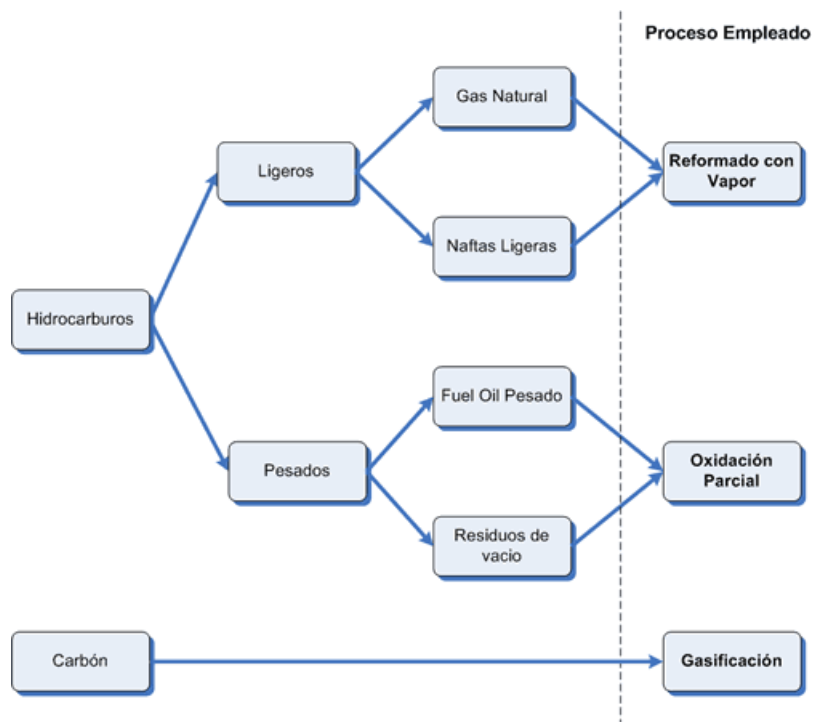 Proceso Empleado
Gas Natural
Ligeros
Reformado con
Vapor
Naftas Ligeras
Hidrocarburos
Fuel Oil Pesado
Pesados
Oxidación
Parcial
Residuos de
vacio
Carbón
Gasificación